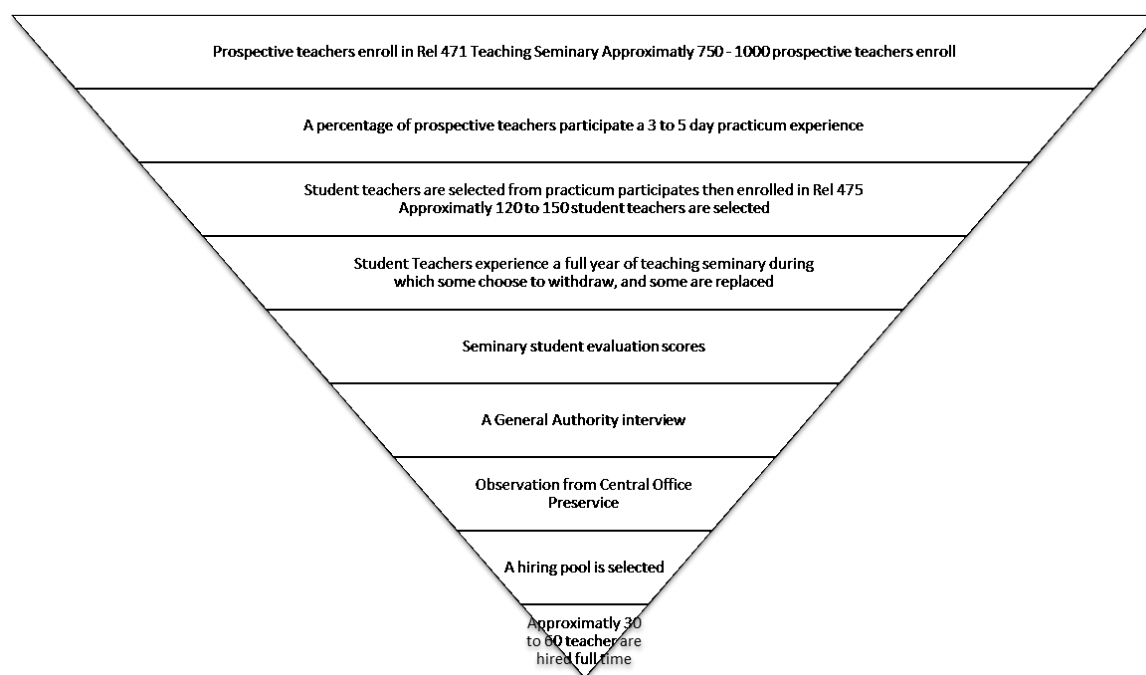 Prospective teachers enroll in Rel 471 Teaching Seminary Approximatly 750 - 1000 prospective teachers enroll
A percentage of prospective teachers participate a 3 to 5 day practicum experience
Student teachers are selected from practicum participates then enrolled in Rel 475
Approximatly 120 to 150 student teachers are selected
Student Teachers experience a full year of teaching seminary during
which some choose to withdraw, and some are replaced
Seminary student evaluation scores
A General Authority interview
Observation from Central Office
Preservice
A hiring pool is selected
Approximatly 30
to 60 teacher are
hired full time